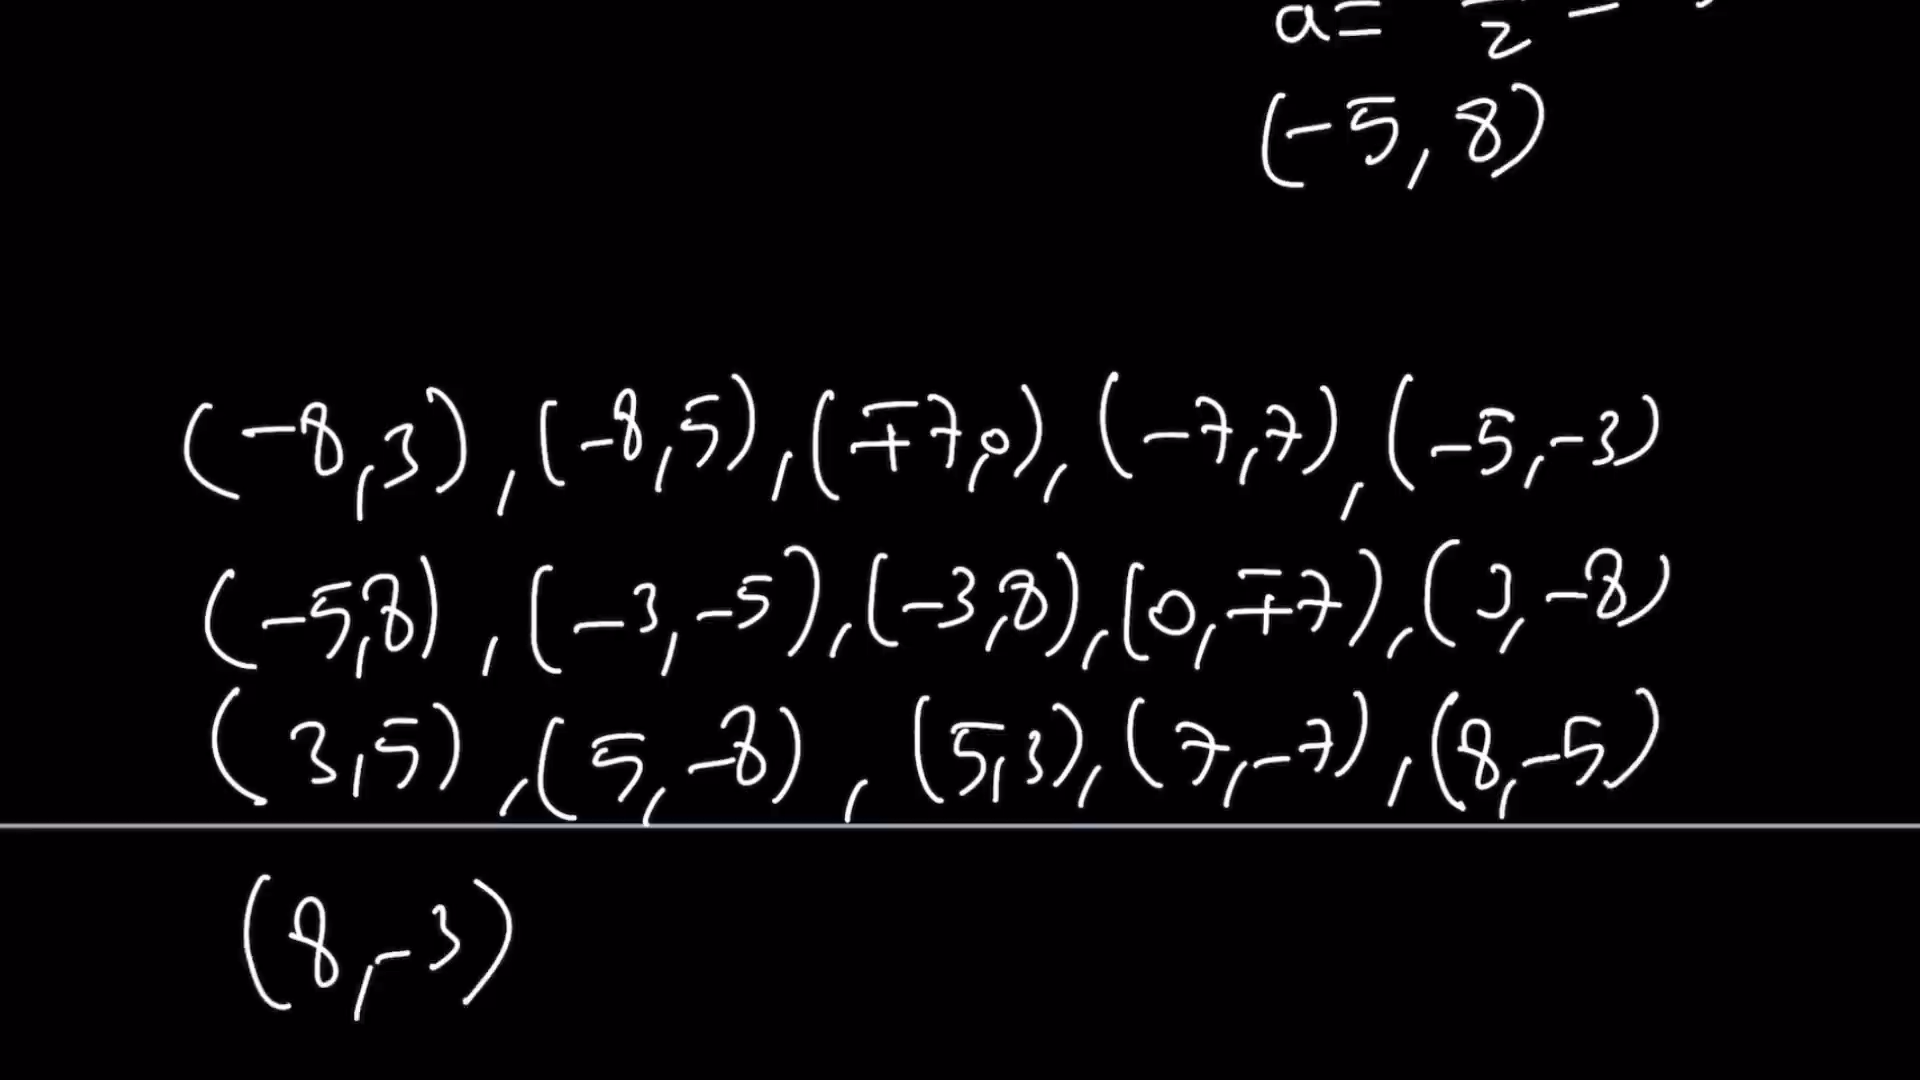 a = 2 -
(-5, 8)
(-8,3), (-8,5), (∓7,0), (-7,7), (-5,-3)
(-5,8), (-3,-5), (-3,8), (0,∓7), (3,-8)
(3,5), (5,-8), (5,3), (7,-7), (8,-5)
(8,-3)